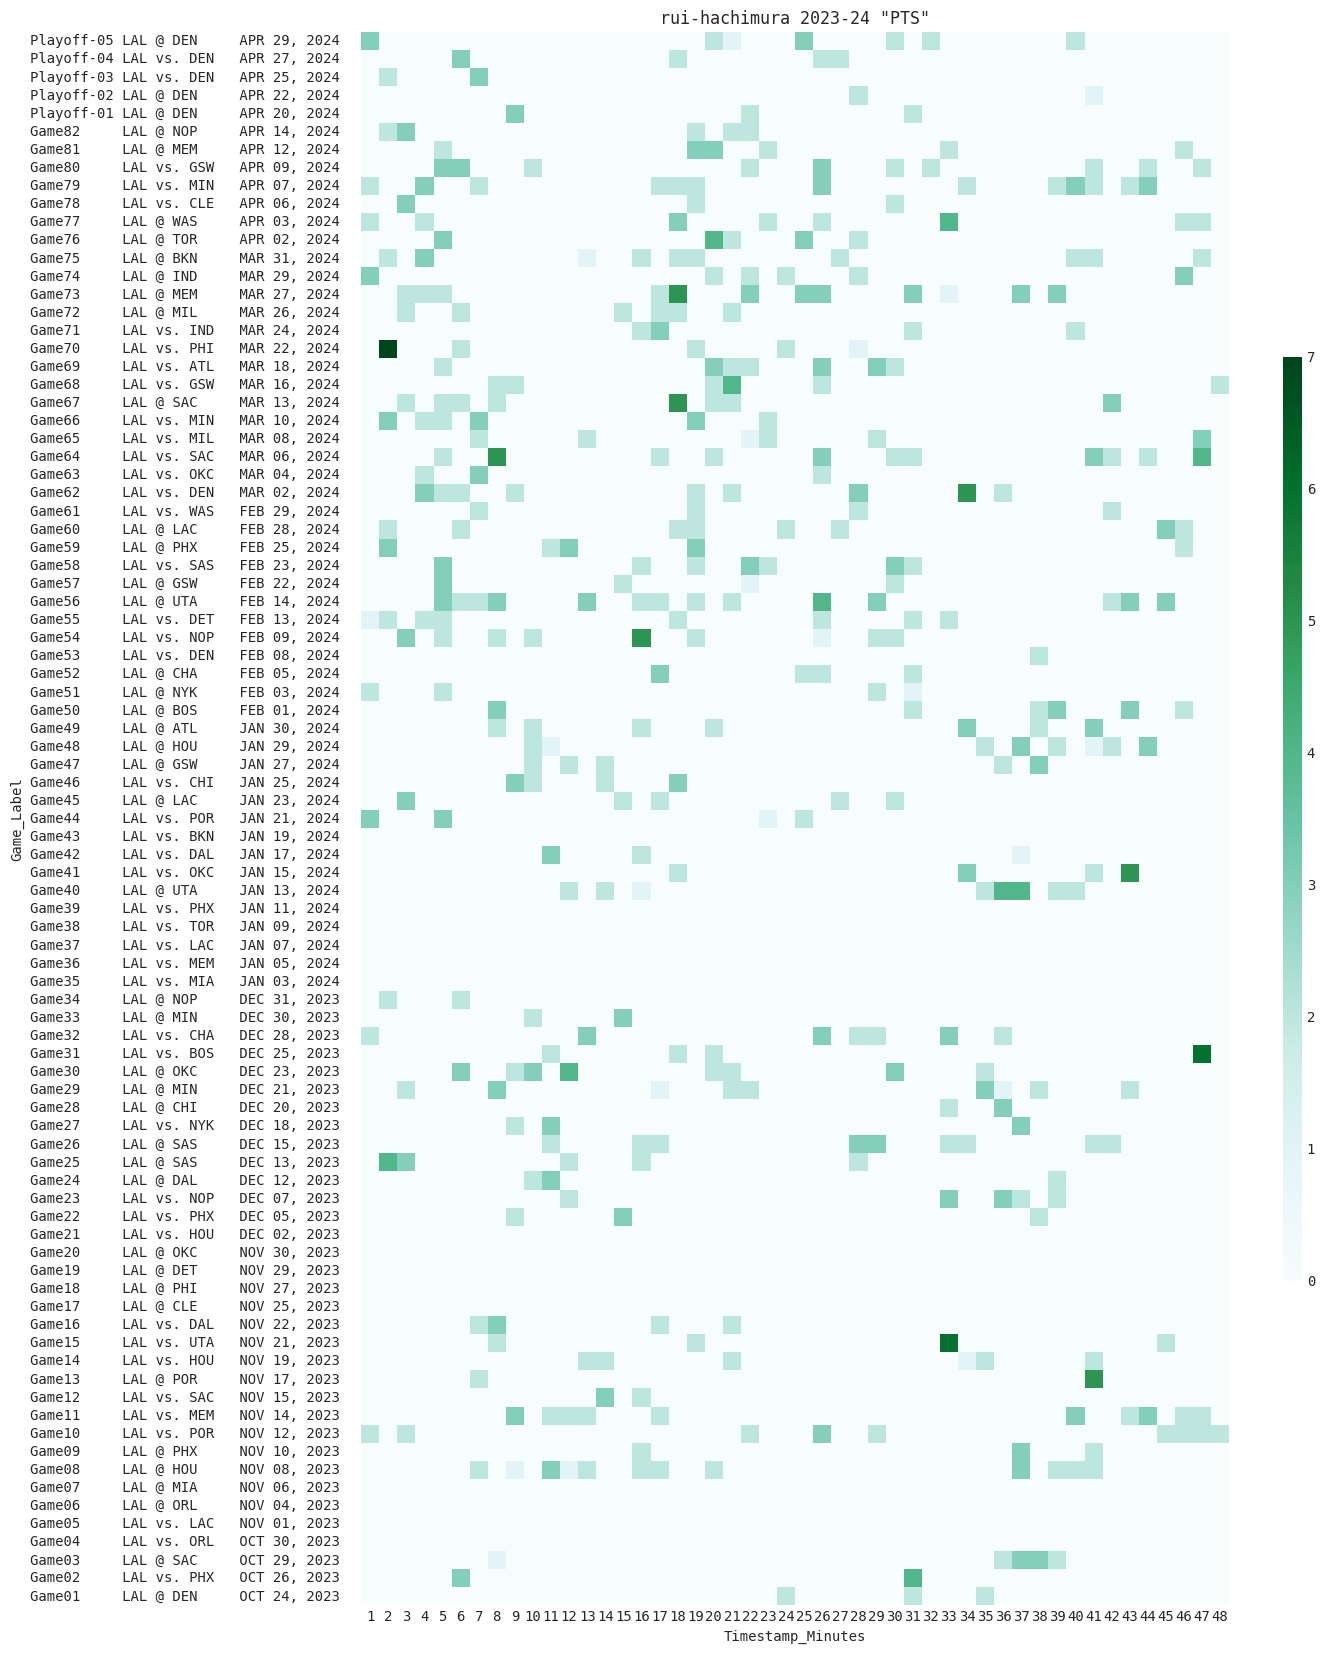 rui-hachimura 2023-24 "PTS"
Playoff-05 LAL @ DEN APR 29, 2024
Playoff-04 LAL vs. DEN APR 27, 2024
Playoff-03 LAL vs. DEN APR 25, 2024
Playoff-02 LAL @ DEN APR 22, 2024
Playoff-01 LAL @ DEN APR 20, 2024
Game82 LAL @ NOP APR 14, 2024
Game81 LAL @ MEM APR 12, 2024
Game80 LAL vs. GSW APR 09, 2024
Game79 LAL vs. MIN APR 07, 2024
Game78 LAL vs. CLE APR 06, 2024
Game77 LAL @ WAS APR 03, 2024
Game76 LAL @ TOR APR 02, 2024
Game75 LAL @ BKN MAR 31, 2024
Game74 LAL @ IND MAR 29, 2024
Game73 LAL @ MEM MAR 27, 2024
Game72 LAL @ MIL MAR 26, 2024
Game71 LAL vs. IND MAR 24, 2024
Game70 LAL vs. PHI MAR 22, 2024
Game69 LAL vs. ATL MAR 18, 2024
Game68 LAL vs. GSW MAR 16, 2024
Game67 LAL @ SAC MAR 13, 2024
Game66 LAL vs. MIN MAR 10, 2024
Game65 LAL vs. MIL MAR 08, 2024
Game64 LAL vs. SAC MAR 06, 2024
Game63 LAL vs. OKC MAR 04, 2024
Game62 LAL vs. DEN MAR 02, 2024
Game61 LAL vs. WAS FEB 29, 2024
Game60 LAL @ LAC FEB 28, 2024
Game59 LAL @ PHX FEB 25, 2024
Game58 LAL vs. SAS FEB 23, 2024
Game57 LAL @ GSW FEB 22, 2024
Game56 LAL @ UTA FEB 14, 2024
Game55 LAL vs. DET FEB 13, 2024
Game54 LAL vs. NOP FEB 09, 2024
Game53 LAL vs. DEN FEB 08, 2024
Game52 LAL @ CHA FEB 05, 2024
Game51 LAL @ NYK FEB 03, 2024
Game50 LAL @ BOS FEB 01, 2024
Game49 LAL @ ATL JAN 30, 2024
Game48 LAL @ HOU JAN 29, 2024
Game47 LAL @ GSW JAN 27, 2024
Game46 LAL vs. CHI JAN 25, 2024
Game45 LAL @ LAC JAN 23, 2024
Game44 LAL vs. POR JAN 21, 2024
Game43 LAL vs. BKN JAN 19, 2024
Game42 LAL vs. DAL JAN 17, 2024
Game41 LAL vs. OKC JAN 15, 2024
Game40 LAL @ UTA JAN 13, 2024
Game39 LAL vs. PHX JAN 11, 2024
Game38 LAL vs. TOR JAN 09, 2024
Game37 LAL vs. LAC JAN 07, 2024
Game36 LAL vs. MEM JAN 05, 2024
Game35 LAL vs. MIA JAN 03, 2024
Game34 LAL @ NOP DEC 31, 2023
Game33 LAL @ MIN DEC 30, 2023
Game32 LAL vs. CHA DEC 28, 2023
Game31 LAL vs. BOS DEC 25, 2023
Game30 LAL @ OKC DEC 23, 2023
Game29 LAL @ MIN DEC 21, 2023
Game28 LAL @ CHI DEC 20, 2023
Game27 LAL vs. NYK DEC 18, 2023
Game26 LAL @ SAS DEC 15, 2023
Game25 LAL @ SAS DEC 13, 2023
Game24 LAL @ DAL DEC 12, 2023
Game23 LAL vs. NOP DEC 07, 2023
Game22 LAL vs. PHX DEC 05, 2023
Game21 LAL vs. HOU DEC 02, 2023
Game20 LAL @ OKC NOV 30, 2023
Game19 LAL @ DET NOV 29, 2023
Game18 LAL @ PHI NOV 27, 2023
Game17 LAL @ CLE NOV 25, 2023
Game16 LAL vs. DAL NOV 22, 2023
Game15 LAL vs. UTA NOV 21, 2023
Game14 LAL vs. HOU NOV 19, 2023
Game13 LAL @ POR NOV 17, 2023
Game12 LAL vs. SAC NOV 15, 2023
Game11 LAL vs. MEM NOV 14, 2023
Game10 LAL vs. POR NOV 12, 2023
Game09 LAL @ PHX NOV 10, 2023
Game08 LAL @ HOU NOV 08, 2023
Game07 LAL @ MIA NOV 06, 2023
Game06 LAL @ ORL NOV 04, 2023
Game05 LAL vs. LAC NOV 01, 2023
Game04 LAL vs. ORL OCT 30, 2023
Game03 LAL @ SAC OCT 29, 2023
Game02 LAL vs. PHX OCT 26, 2023
Game01 LAL @ DEN OCT 24, 2023
Game_Label
1 2 3 4 5 6 7 8 9 10 11 12 13 14 15 16 17 18 19 20 21 22 23 24 25 26 27 28 29 30 31 32 33 34 35 36 37 38 39 40 41 42 43 44 45 46 47 48
Timestamp_Minutes
7
6
5
4
3
2
1
0